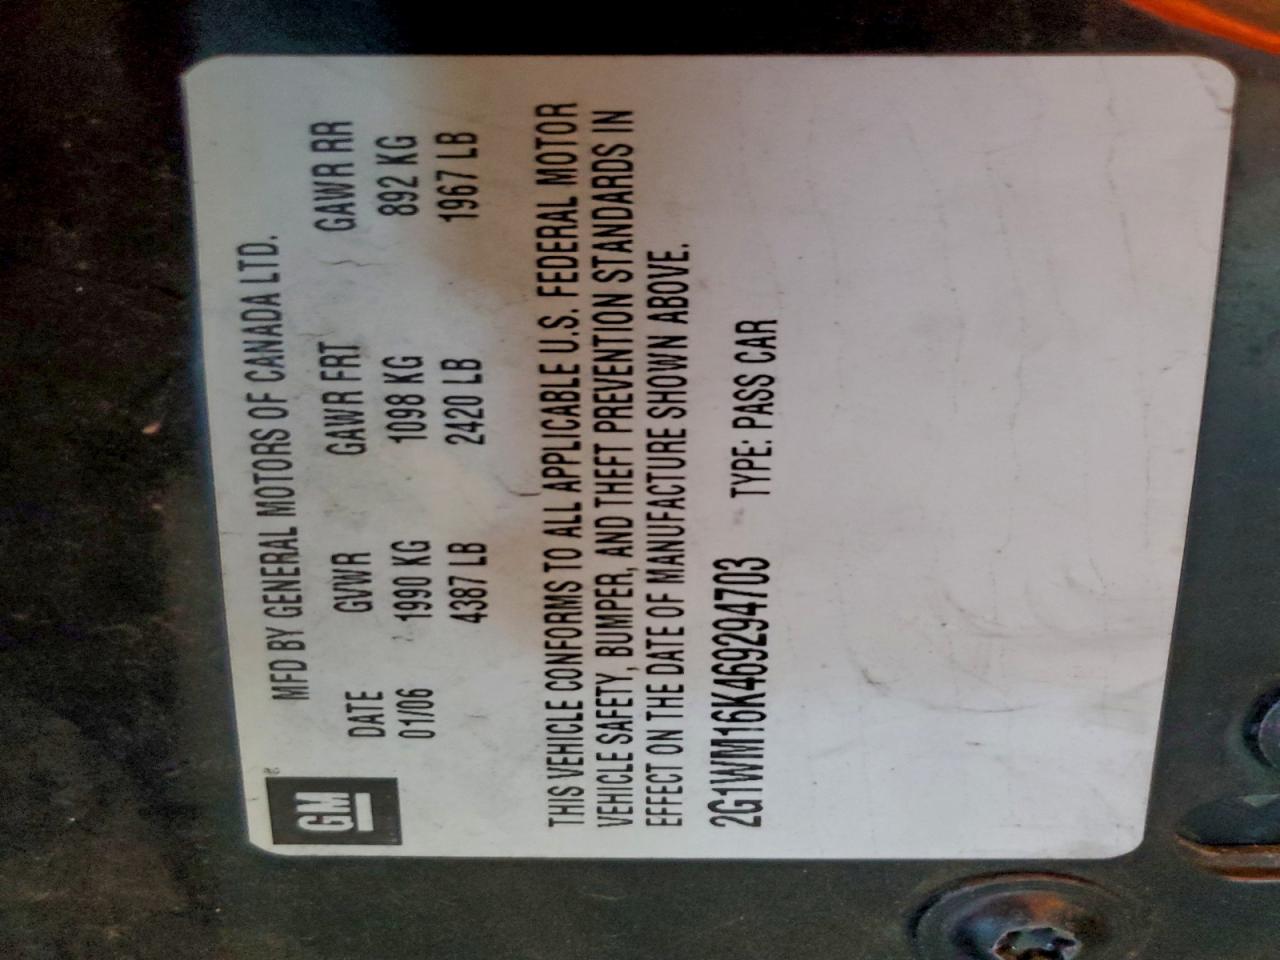 GM
MFD BY GENERAL MOTORS OF CANADA LTD.
DATE GVWR GAWR FRT GAWR RR
01/06 1990 KG 1098 KG 892 KG
4387 LB 2420 LB 1967 LB
THIS VEHICLE CONFORMS TO ALL APPLICABLE U.S. FEDERAL MOTOR
VEHICLE SAFETY, BUMPER, AND THEFT PREVENTION STANDARDS IN
EFFECT ON THE DATE OF MANUFACTURE SHOWN ABOVE.
2G1WM16K469294703 TYPE: PASS CAR